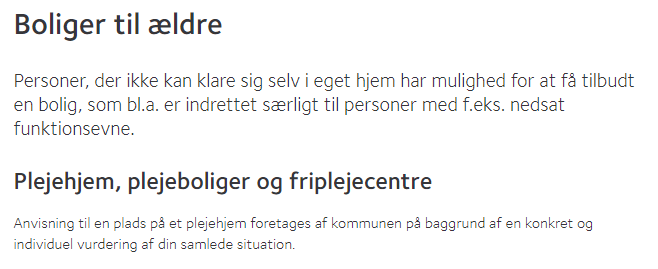 Boliger til ældre
Personer, der ikke kan klare sig selv i eget hjem har mulighed for at få tilbudt
en bolig, som bl.a. er indrettet særligt til personer med f.eks. nedsat
funktionsevne.
Plejehjem, plejeboliger og friplejecentre
Anvisning til en plads på et plejehjem foretages af kommunen på baggrund af en konkret og
individuel vurdering af din samlede situation.